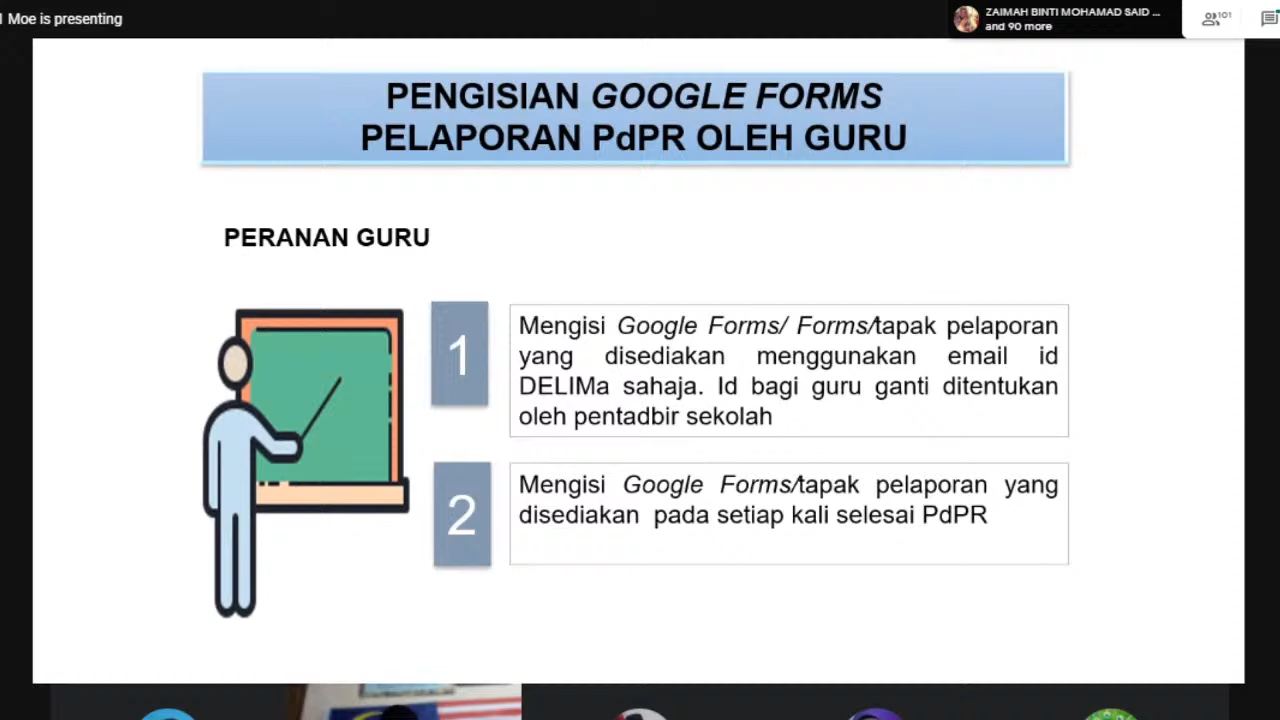 Moe is presenting
ZAIMAH BINTI MOHAMAD SAID ...
and 90 more
101
PENGISIAN GOOGLE FORMS
PELAPORAN PdPR OLEH GURU
PERANAN GURU
1
Mengisi Google Forms/ Forms/tapak pelaporan
yang disediakan menggunakan email id
DELIMa sahaja. Id bagi guru ganti ditentukan
oleh pentadbir sekolah
2
Mengisi Google Forms/tapak pelaporan yang
disediakan pada setiap kali selesai PdPR